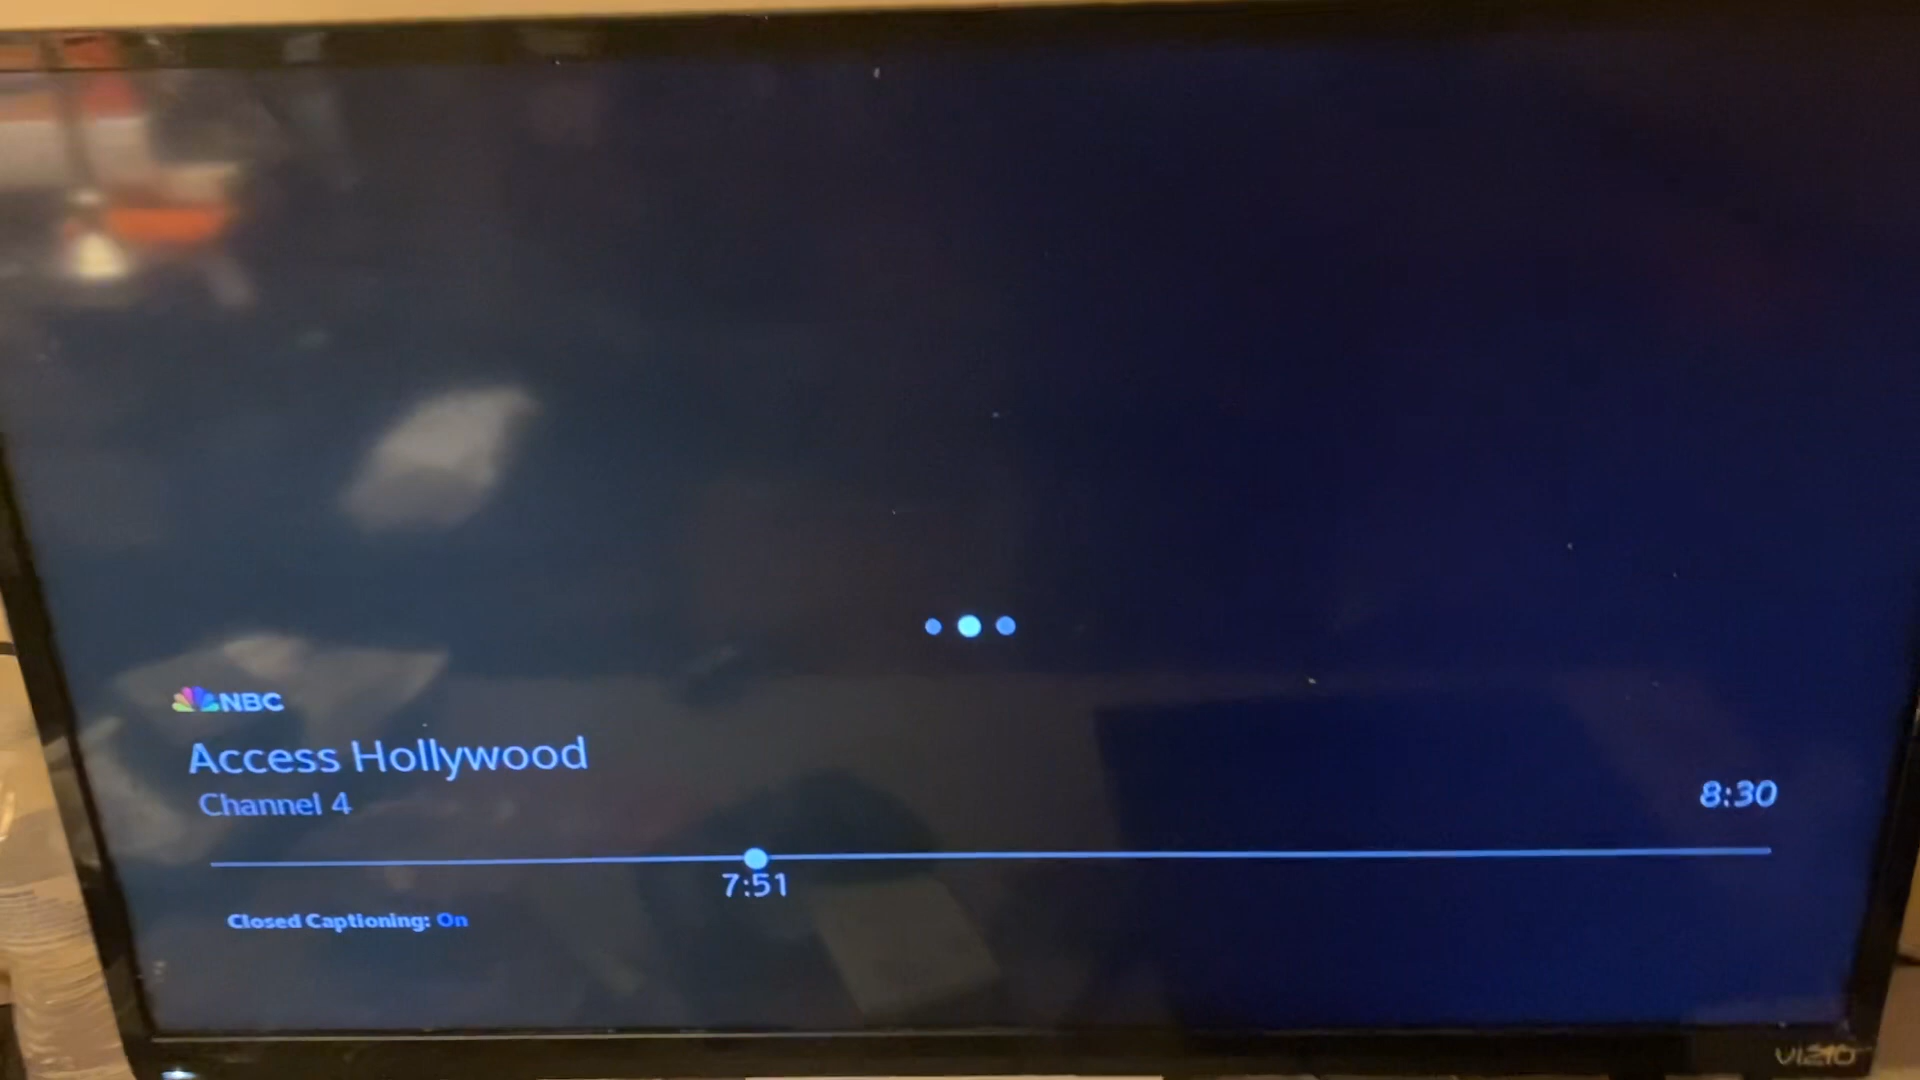 NBC
Access Hollywood
Channel 4
8:30
7:51
Closed Captioning: On
VIZIO